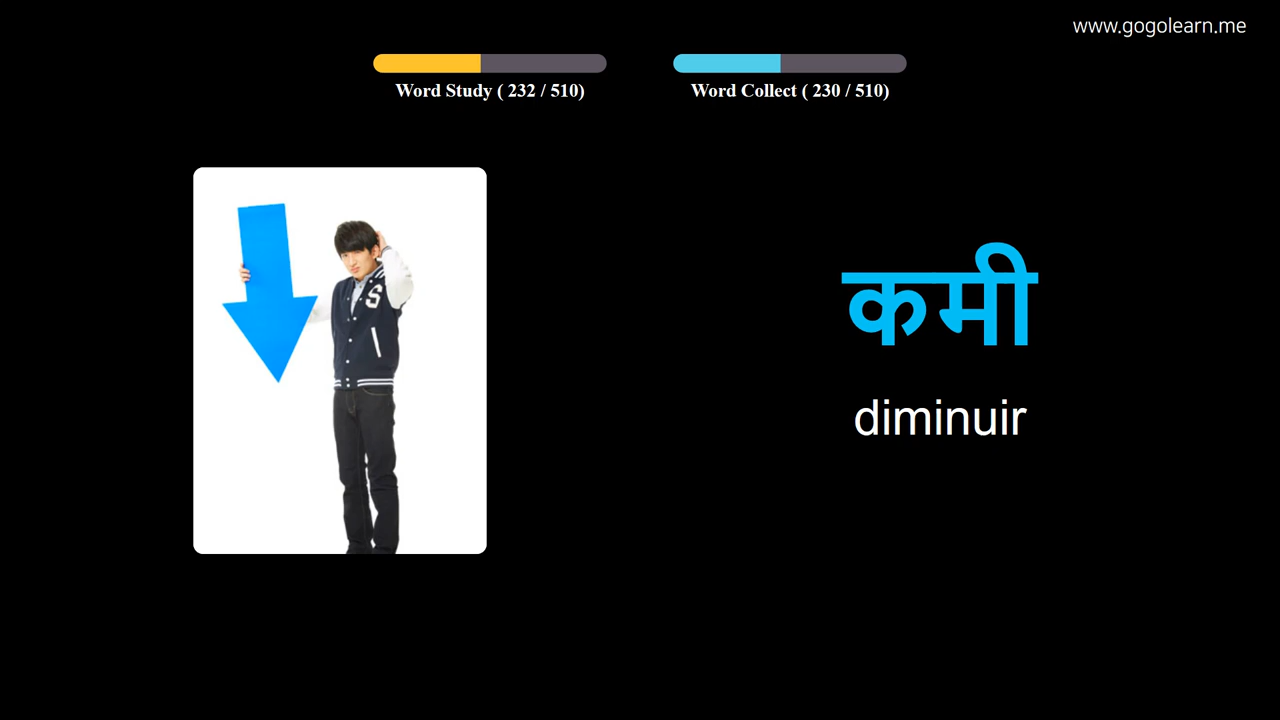 www.gogolearn.me
Word Study ( 232 / 510)
Word Collect ( 230 / 510)
S
कमी
diminuir